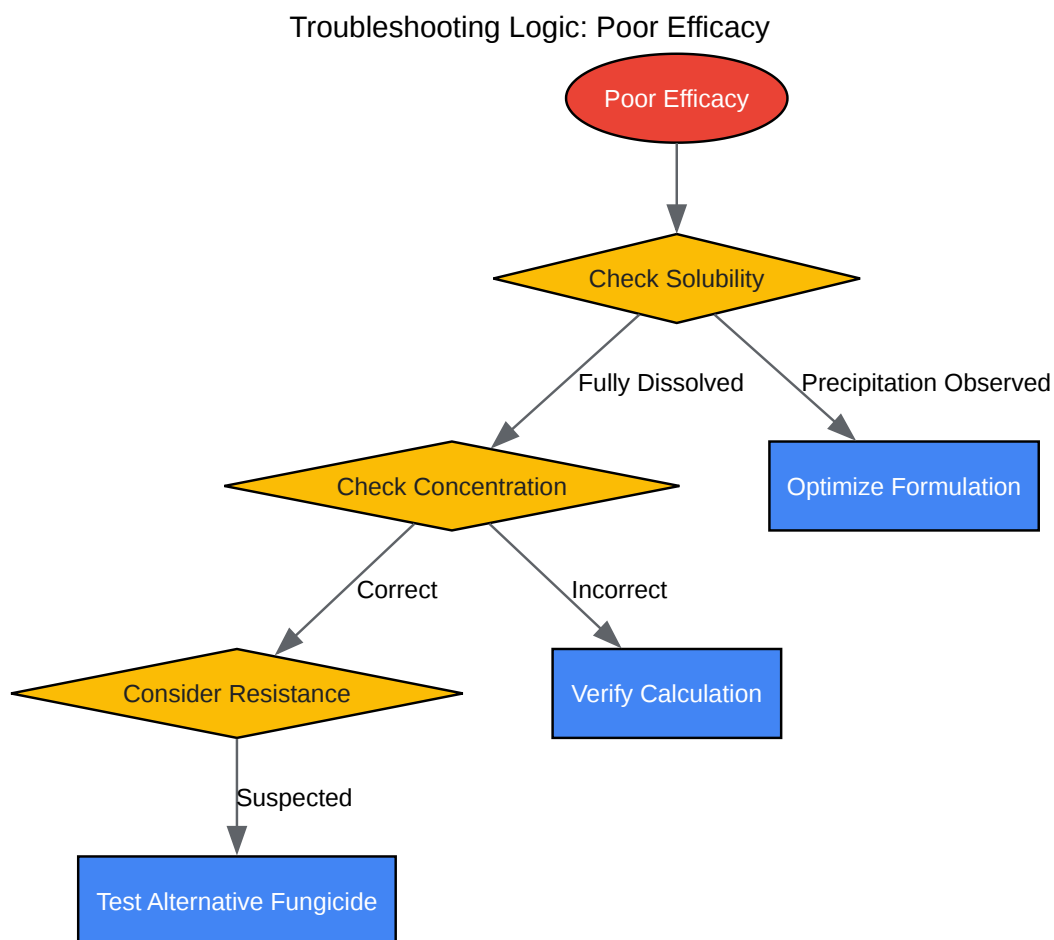 Troubleshooting Logic: Poor Efficacy
Poor Efficacy
Check Solubility
Fully Dissolved
Precipitation Observed
Check Concentration
Optimize Formulation
Correct
Incorrect
Consider Resistance
Verify Calculation
Suspected
Test Alternative Fungicide